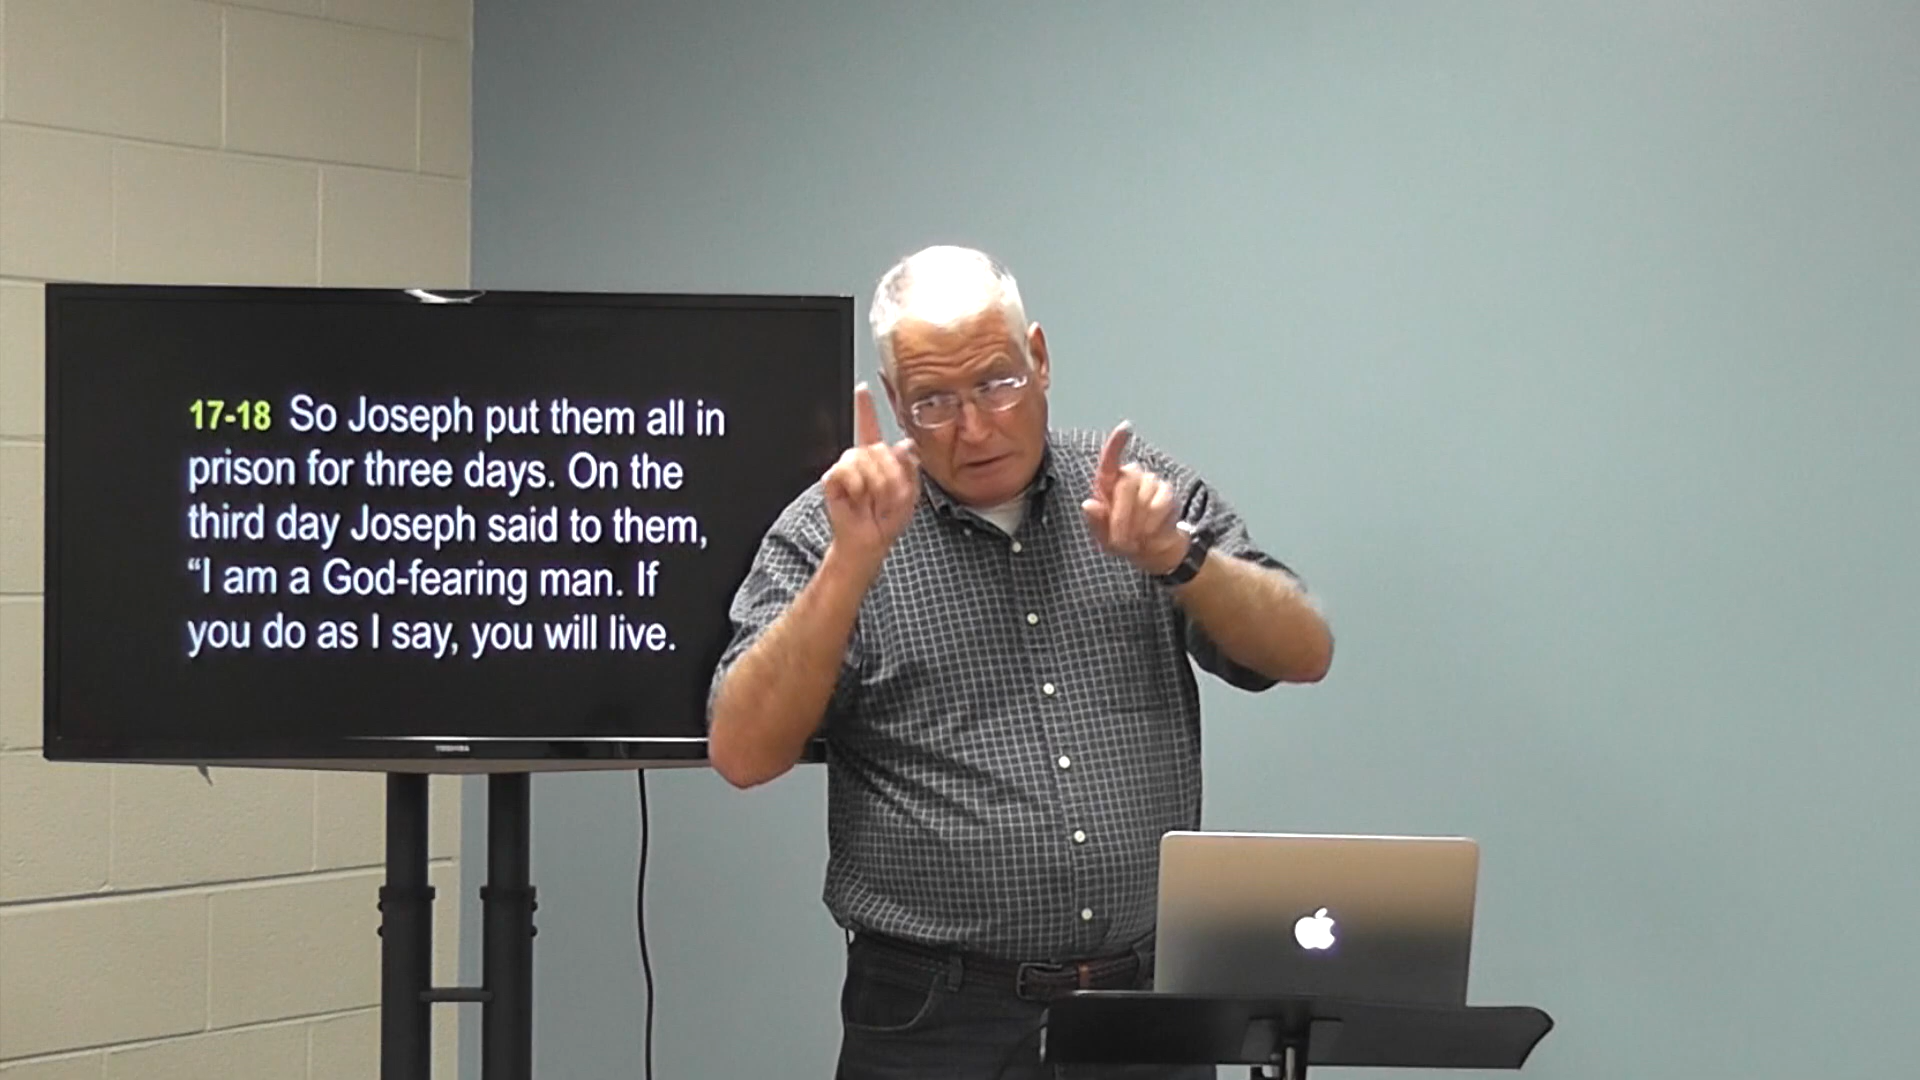 17-18 So Joseph put them all in
prison for three days. On the
third day Joseph said to them,
“I am a God-fearing man. If
you do as I say, you will live.
TOSHIBA